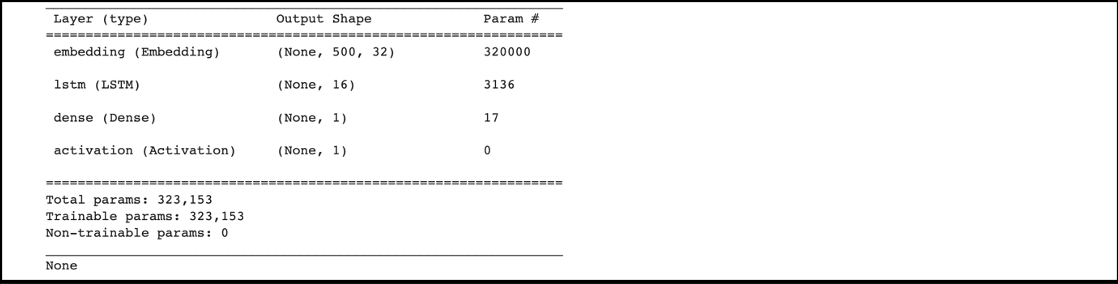 Layer (type) Output Shape Param #
=================================================================
embedding (Embedding) (None, 500, 32) 320000
lstm (LSTM) (None, 16) 3136
dense (Dense) (None, 1) 17
activation (Activation) (None, 1) 0
=================================================================
Total params: 323,153
Trainable params: 323,153
Non-trainable params: 0
_________________________________________________________________
None